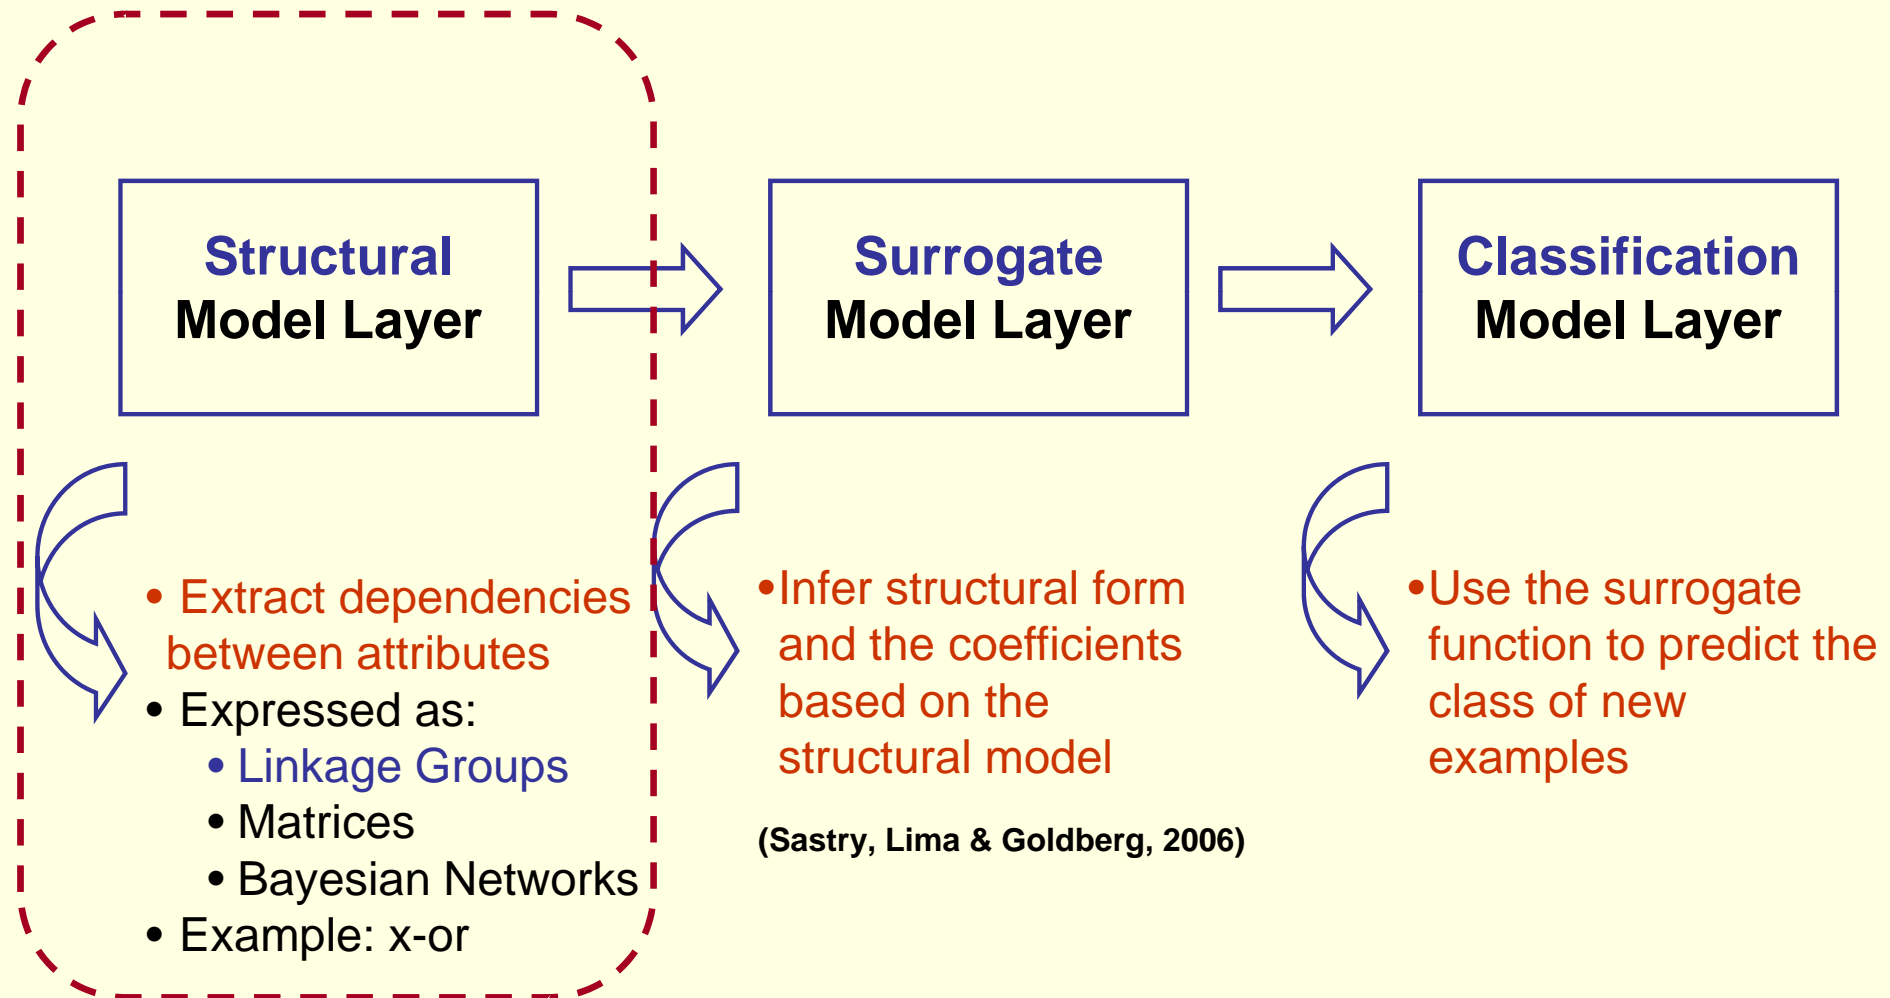 Structural
Model Layer
Surrogate
Model Layer
Classification
Model Layer
• Extract dependencies
between attributes
• Expressed as:
• Linkage Groups
• Matrices
• Bayesian Networks
• Example: x-or
•Infer structural form
and the coefficients
based on the
structural model
(Sastry, Lima & Goldberg, 2006)
•Use the surrogate
function to predict the
class of new
examples